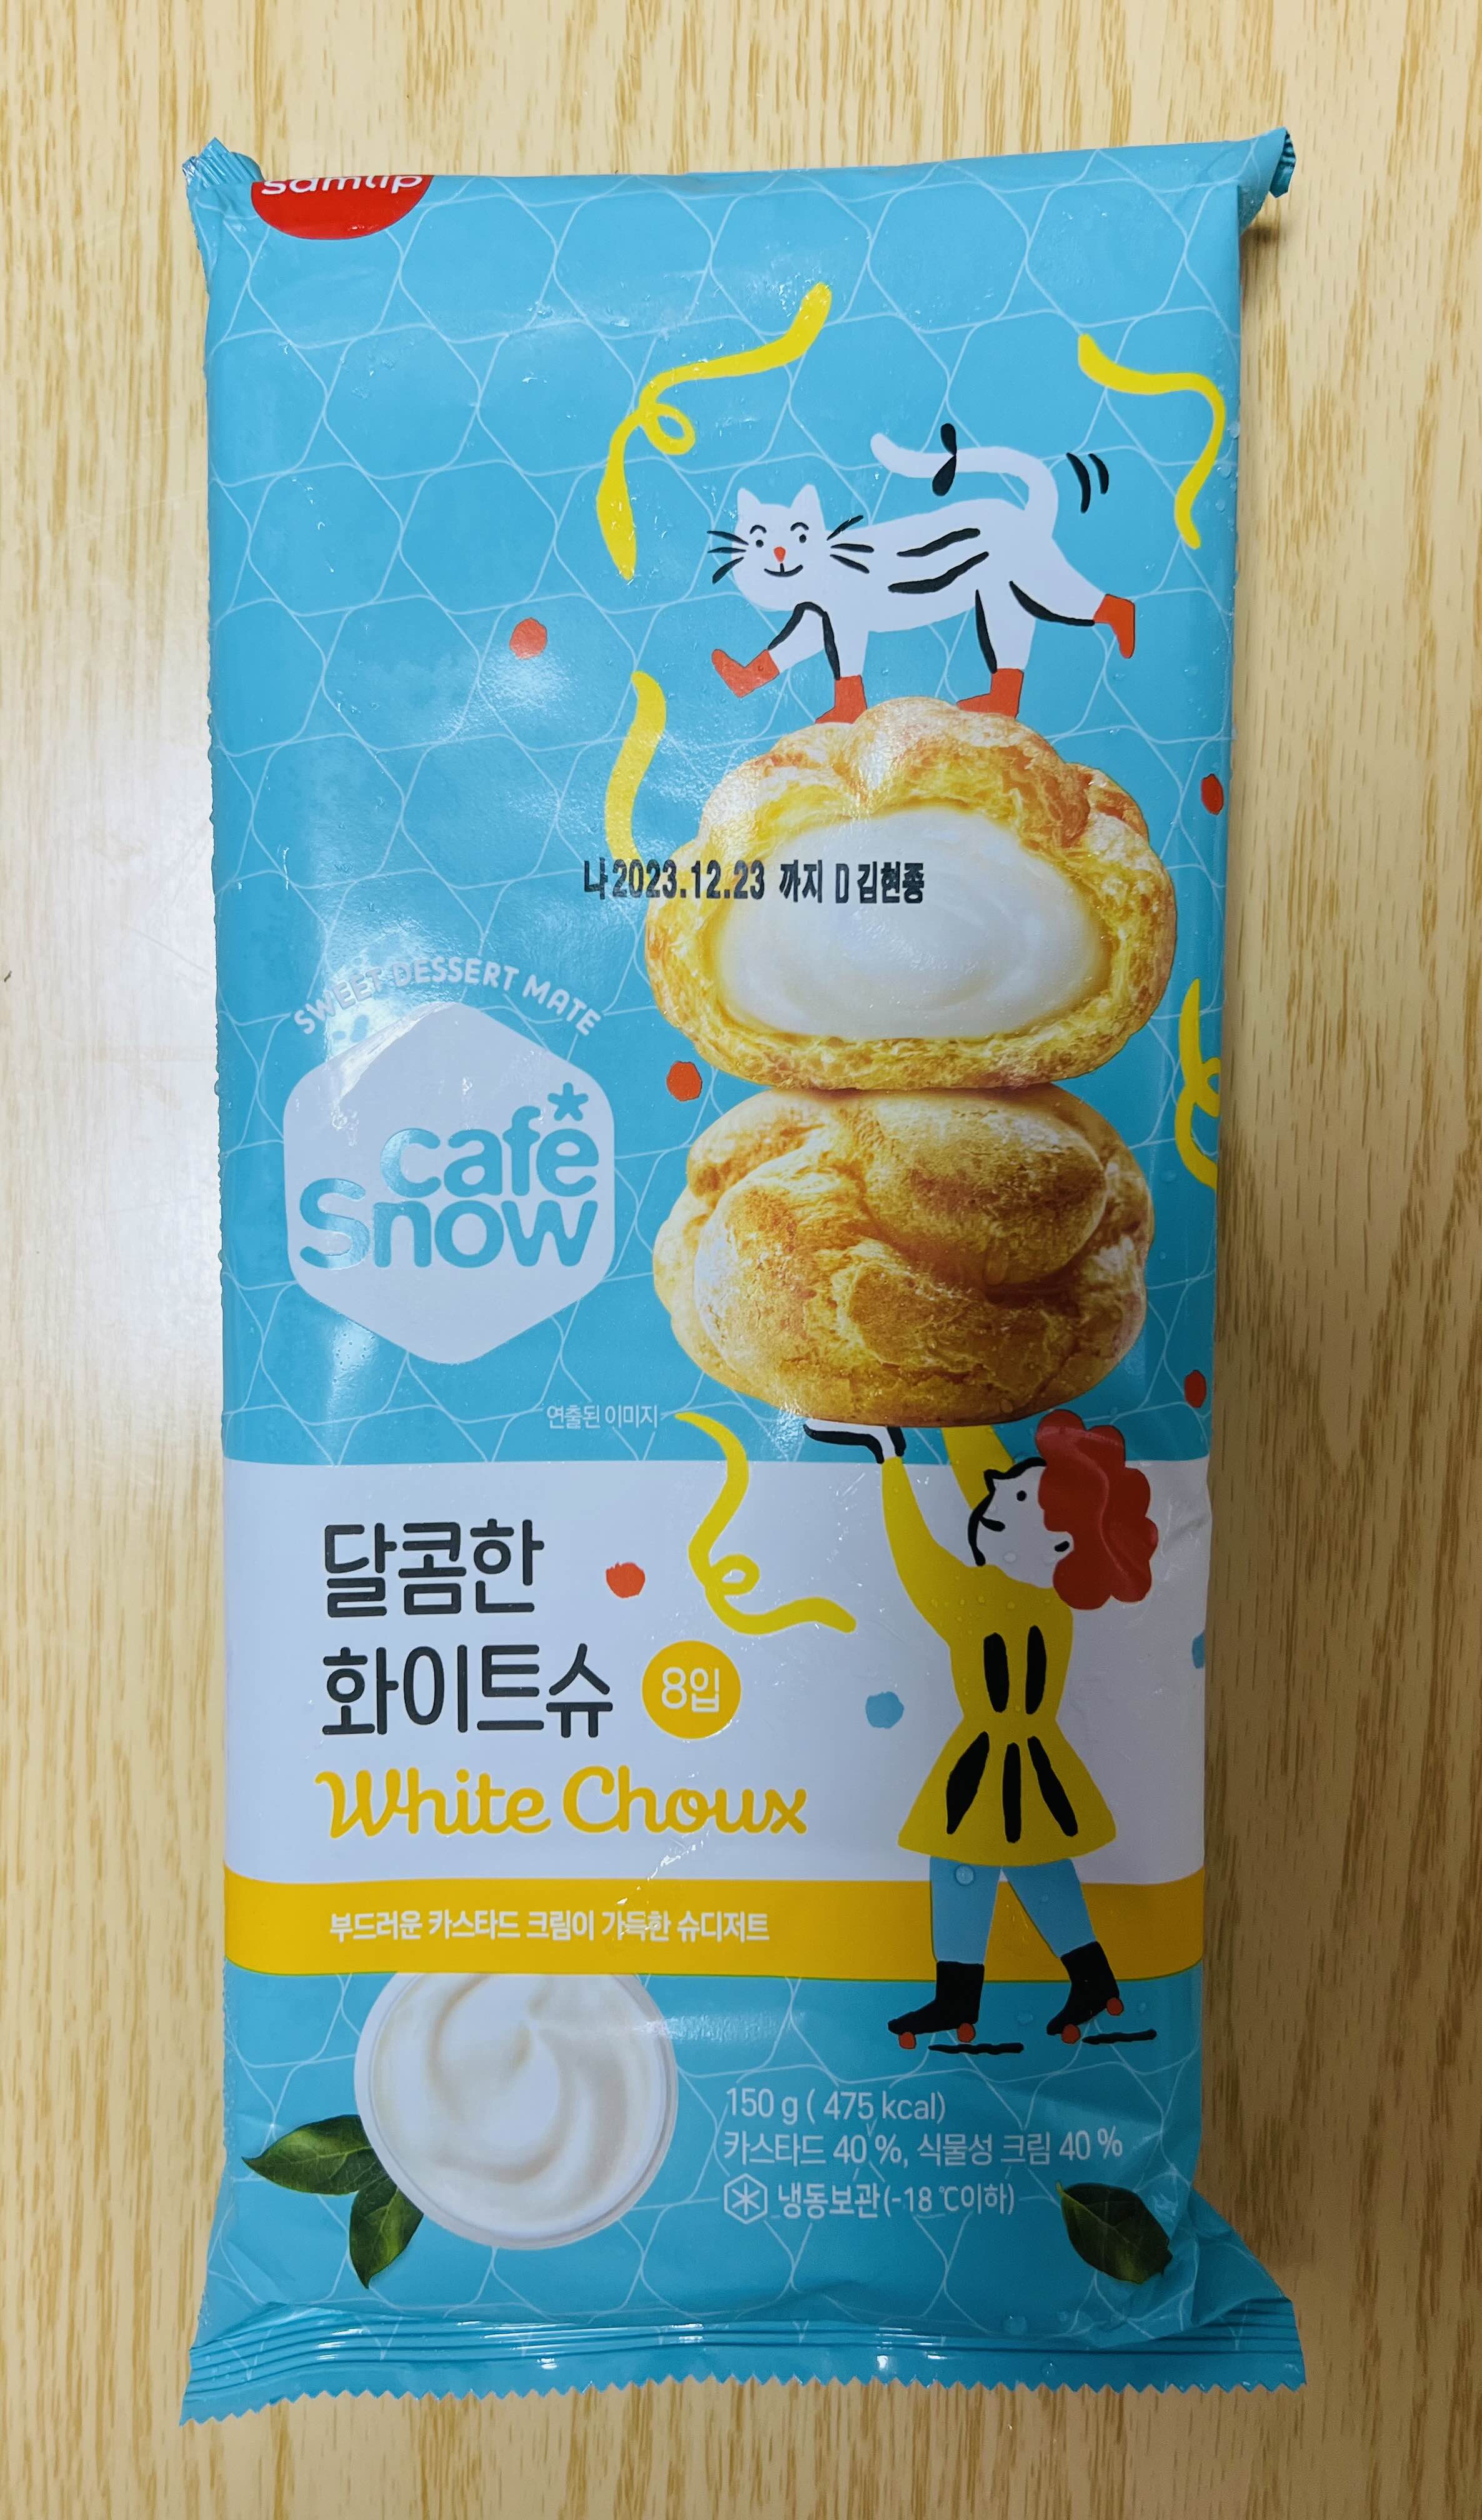 samlip
나 2023.12.23 까지 D 김현종
SWEET DESSERT MATE
cafe
Snow
연출된 이미지
달콤한
화이트슈 8입
White Choux
부드러운 카스타드 크림이 가득한 슈디저트
150 g ( 475 kcal)
카스타드 40 %, 식물성 크림 40 %
냉동보관(-18 ℃이하)